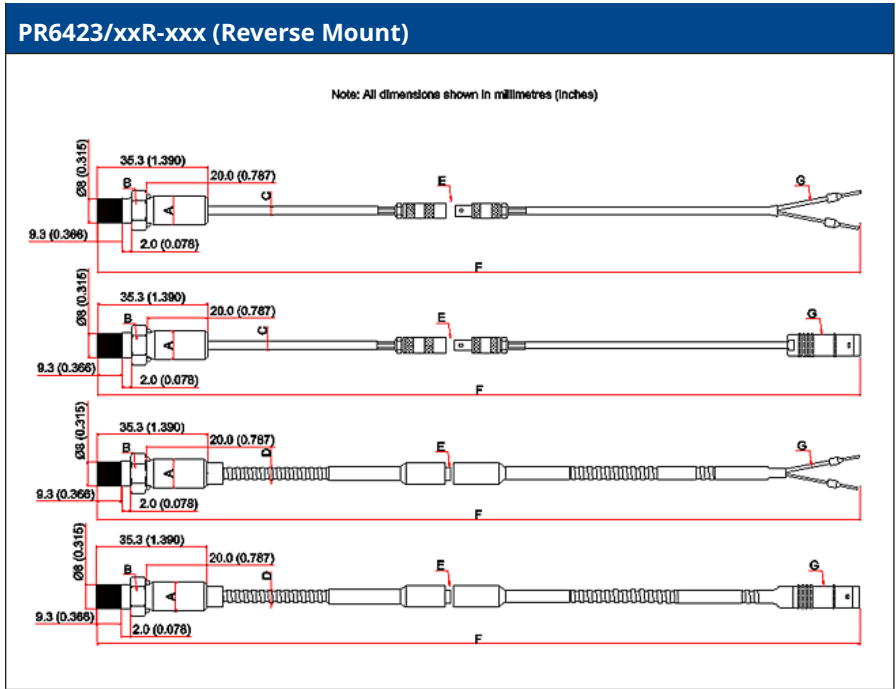 PR6423/xxR-xxx (Reverse Mount)
Note: All dimensions shown in millimetres (inches)
35.3 (1.390)
20.0 (0.787)
Ø8 (0.315)
B
A
C
E
G
9.3 (0.366)
2.0 (0.078)
F
35.3 (1.390)
20.0 (0.787)
Ø8 (0.315)
B
A
C
E
G
9.3 (0.366)
2.0 (0.078)
F
35.3 (1.390)
20.0 (0.787)
Ø8 (0.315)
B
A
D
E
G
9.3 (0.366)
2.0 (0.078)
F
35.3 (1.390)
20.0 (0.787)
Ø8 (0.315)
B
A
D
E
G
9.3 (0.366)
2.0 (0.078)
F